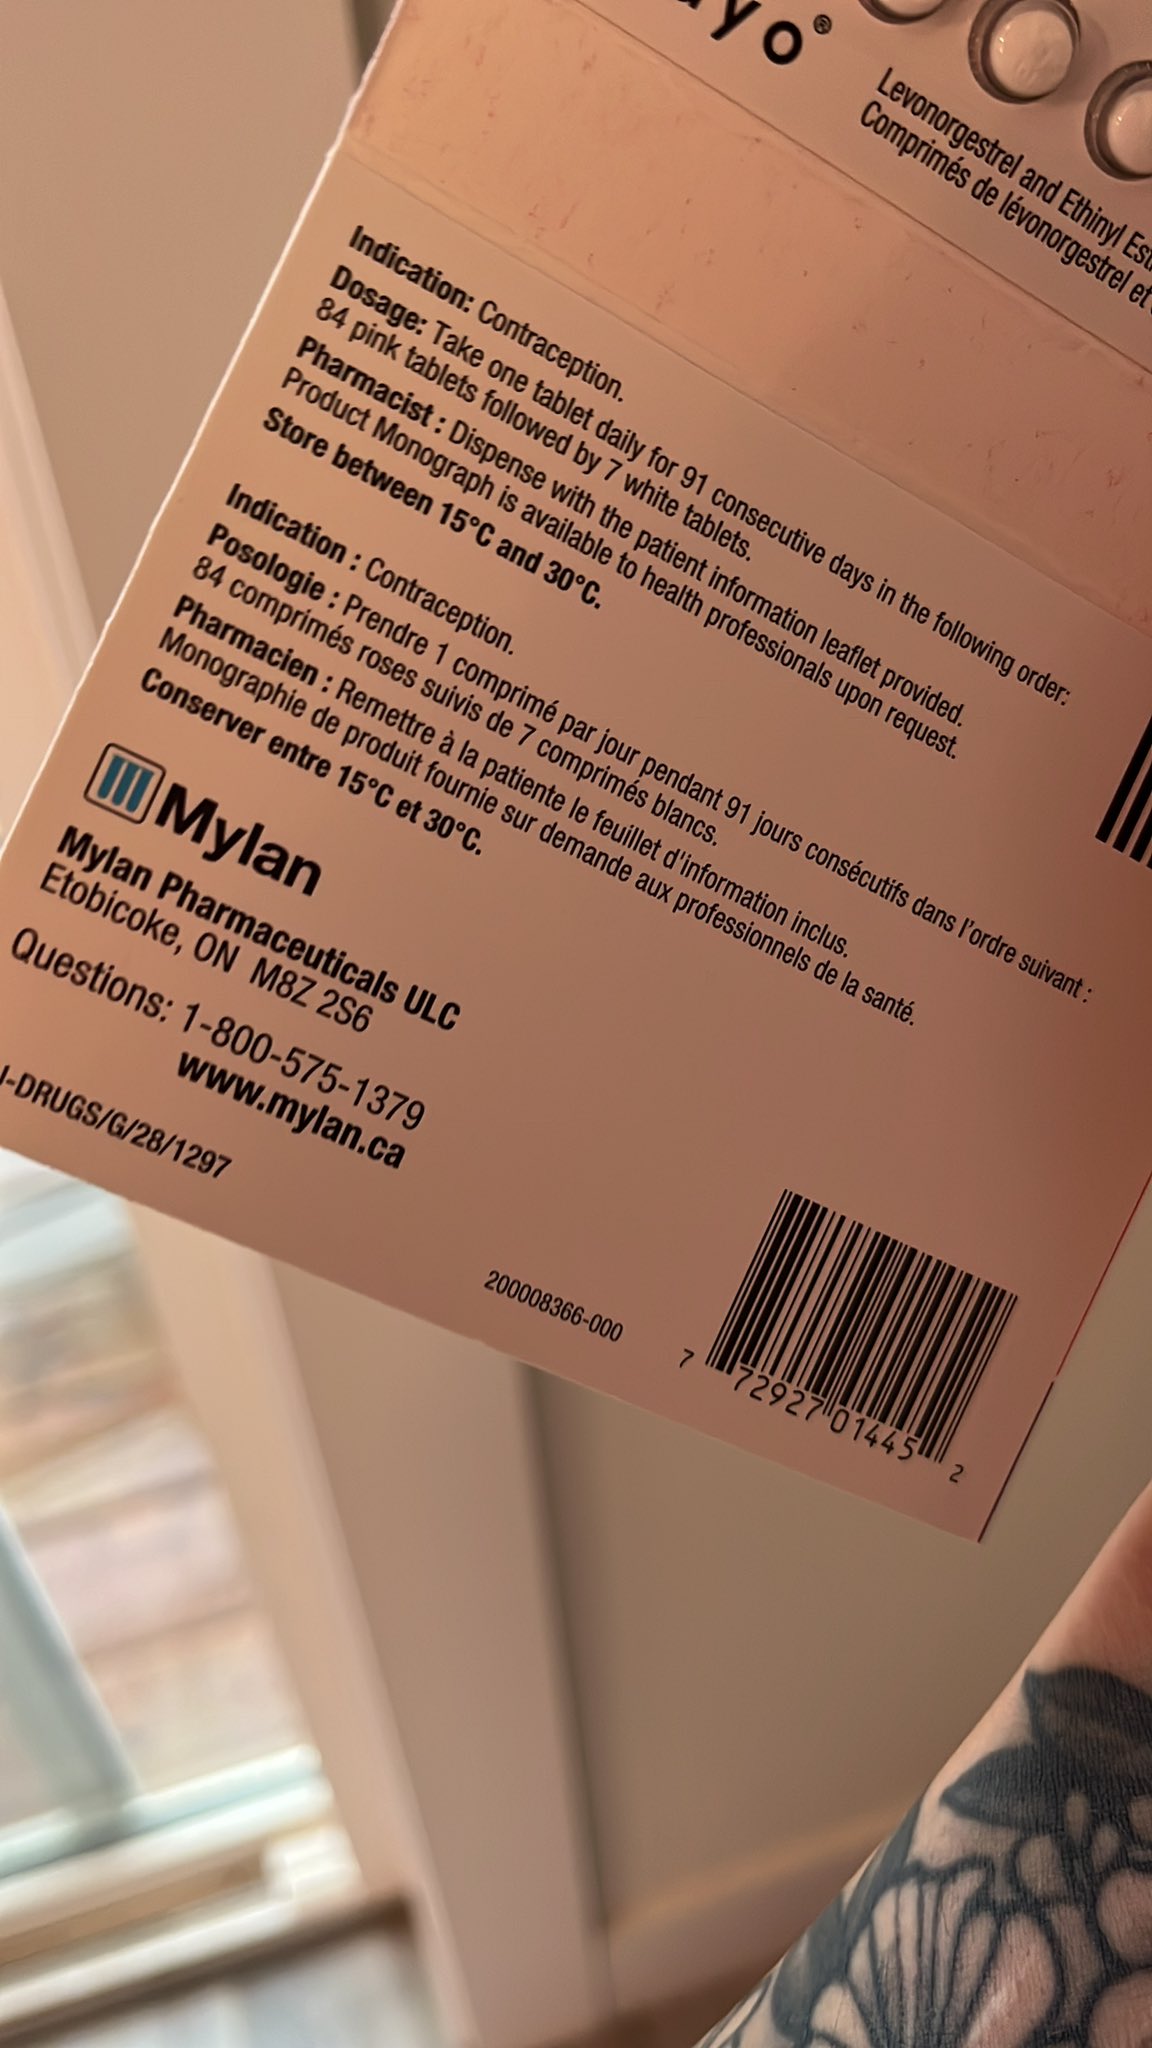 Levonorgestrel and Ethinyl
Comprimés de lévonorgestrel et
Indication: Contraception.
Dosage: Take one tablet daily for 91 consecutive days in the following order:
84 pink tablets followed by 7 white tablets.
Pharmacist : Dispense with the patient information leaflet provided.
Product Monograph is available to health professionals upon request.
Store between 15°C and 30°C.
Indication : Contraception.
Posologie : Prendre 1 comprimé par jour pendant 91 jours consécutifs dans l'ordre suivant :
84 comprimés roses suivis de 7 comprimés blancs.
Pharmacien : Remettre à la patiente le feuillet d'information inclus.
Monographie de produit fournie sur demande aux professionnels de la santé.
Conserver entre 15°C et 30°C.
Mylan
Mylan Pharmaceuticals ULC
Etobicoke, ON M8Z 2S6
Questions: 1-800-575-1379
www.mylan.ca
-DRUGS/G/28/1297
200008366-000
7 72927 01445 2